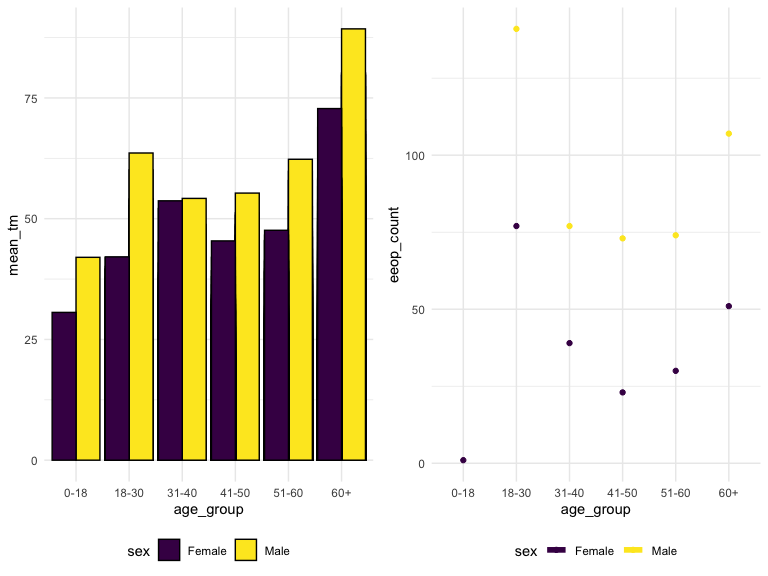 mean_tm
75
50
25
0
0-18 18-30 31-40 41-50 51-60 60+
age_group
sex Female Male
eeop_count
100
50
0
0-18 18-30 31-40 41-50 51-60 60+
age_group
sex Female Male